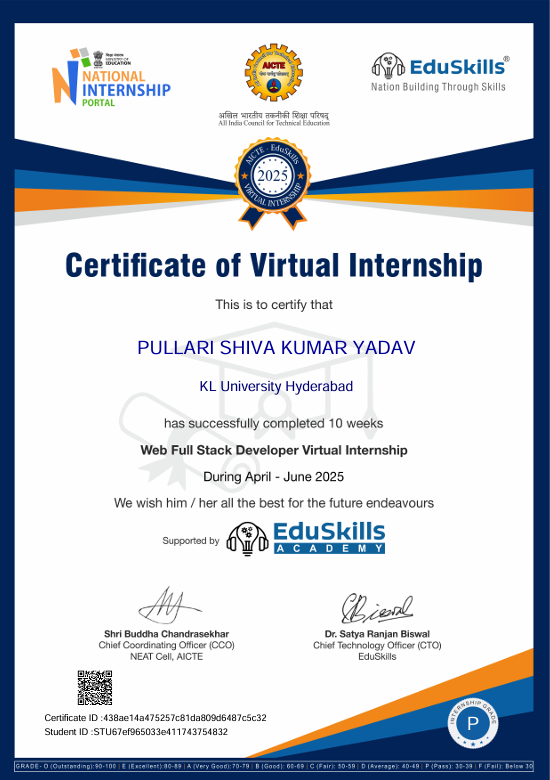 शिक्षा मंत्रालय
MINISTRY OF
EDUCATION
NATIONAL
INTERNSHIP
PORTAL
AICTE
अखिल भारतीय तकनीकी शिक्षा परिषद्
All India Council for Technical Education
EduSkills®
Nation Building Through Skills
AICTE - EduSkills
2025
VIRTUAL INTERNSHIP
Certificate of Virtual Internship
This is to certify that
PULLARI SHIVA KUMAR YADAV
KL University Hyderabad
has successfully completed 10 weeks
Web Full Stack Developer Virtual Internship
During April - June 2025
We wish him / her all the best for the future endeavours
Supported by
EduSkills
ACADEMY
Shri Buddha Chandrasekhar
Chief Coordinating Officer (CCO)
NEAT Cell, AICTE
Dr. Satya Ranjan Biswal
Chief Technology Officer (CTO)
EduSkills
Certificate ID :438ae14a475257c81da809d6487c5c32
Student ID :STU67ef965033e411743754832
INTERNSHIP GRADE
P
GRADE- O (Outstanding):90-100 | E (Excellent):80-89 | A (Very Good):70-79 | B (Good): 60-69 | C (Fair): 50-59 | D (Average): 40-49 | P (Pass): 30-39 | F (Fail): Below 30